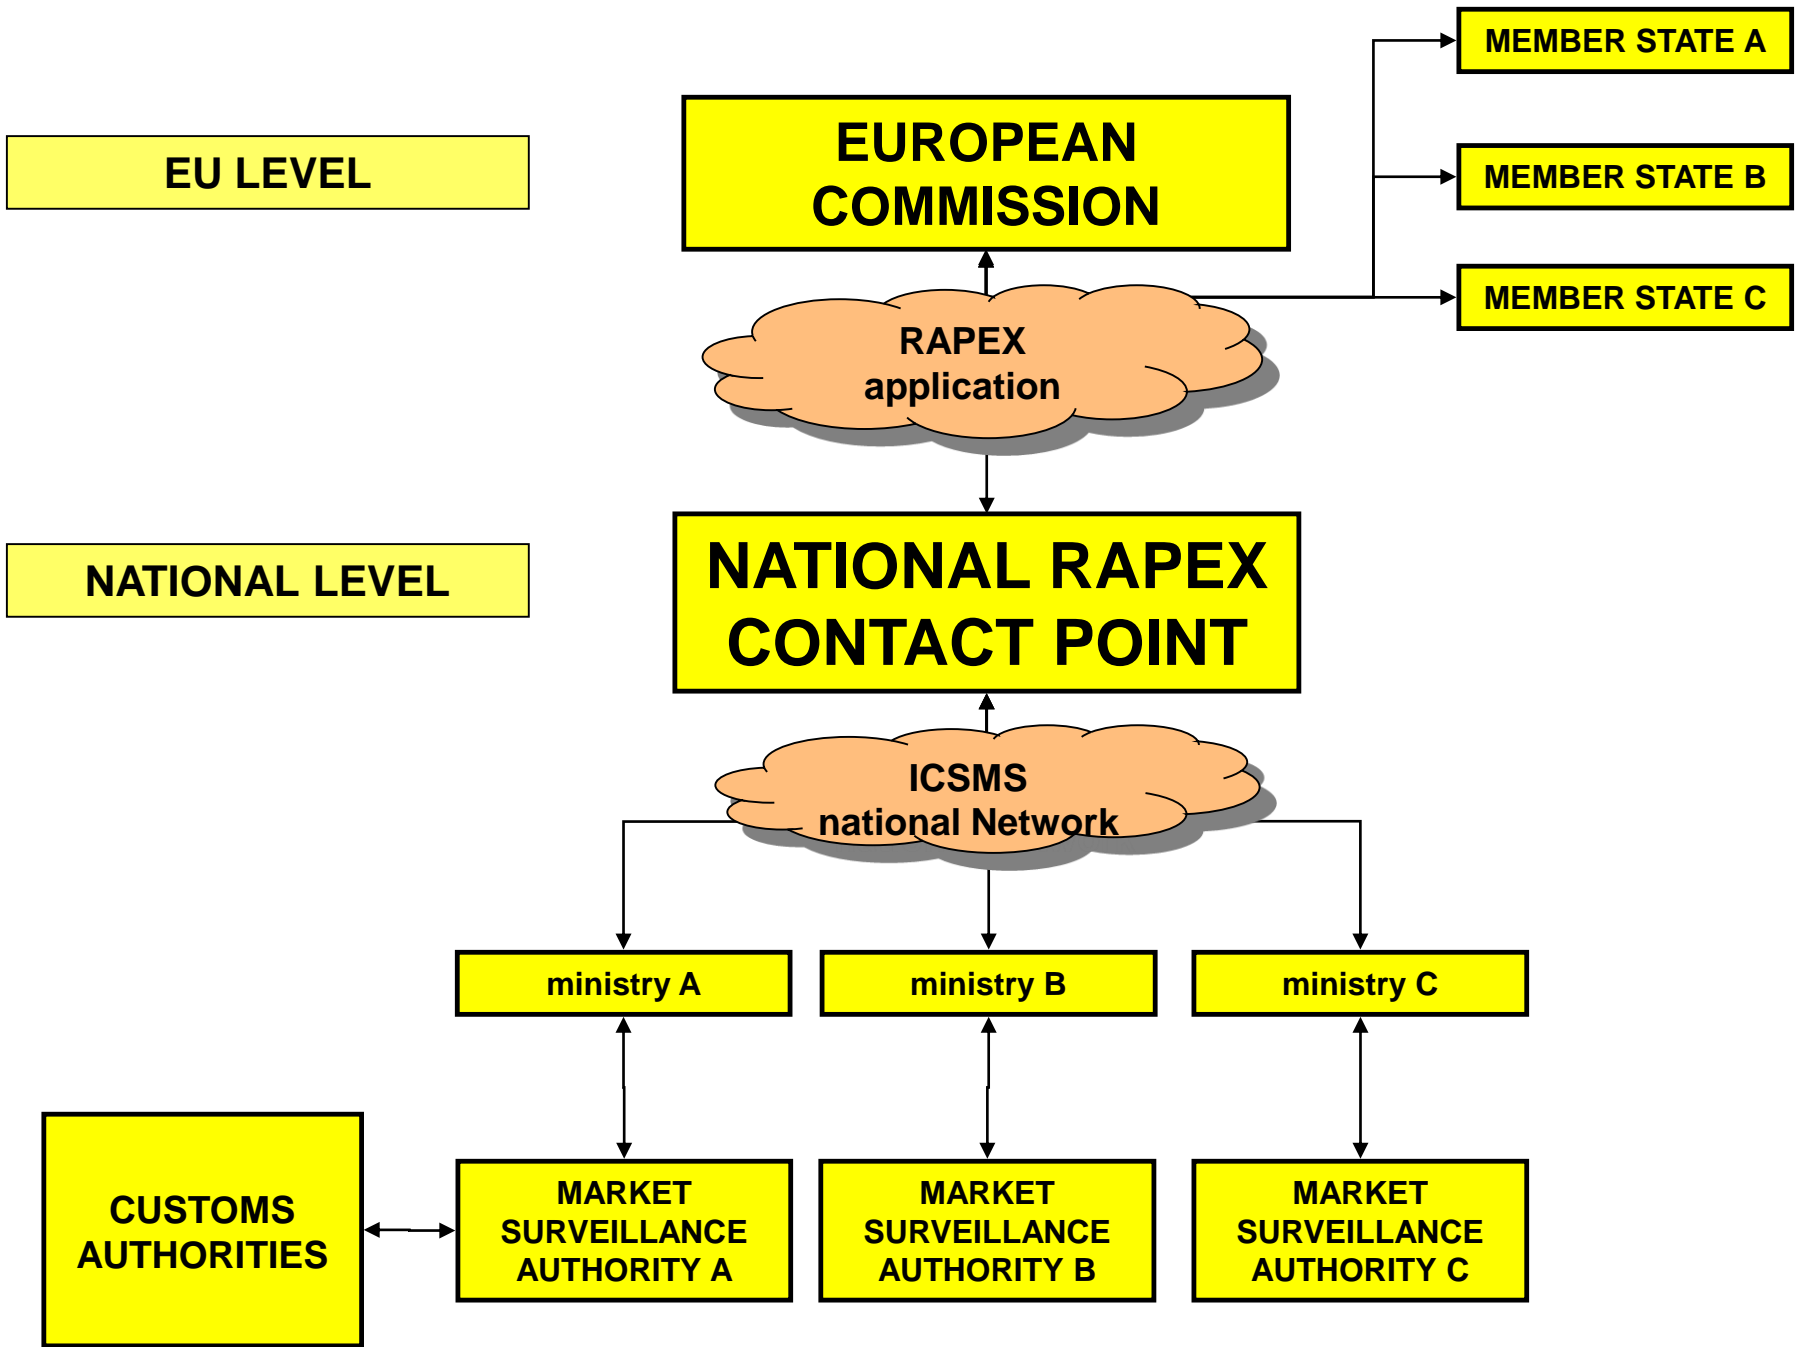 MEMBER STATE A
EU LEVEL
EUROPEAN
COMMISSION
MEMBER STATE B
MEMBER STATE C
RAPEX
application
NATIONAL LEVEL
NATIONAL RAPEX
CONTACT POINT
ICSMS
national Network
ministry A
ministry B
ministry C
CUSTOMS
AUTHORITIES
MARKET
SURVEILLANCE
AUTHORITY A
MARKET
SURVEILLANCE
AUTHORITY B
MARKET
SURVEILLANCE
AUTHORITY C